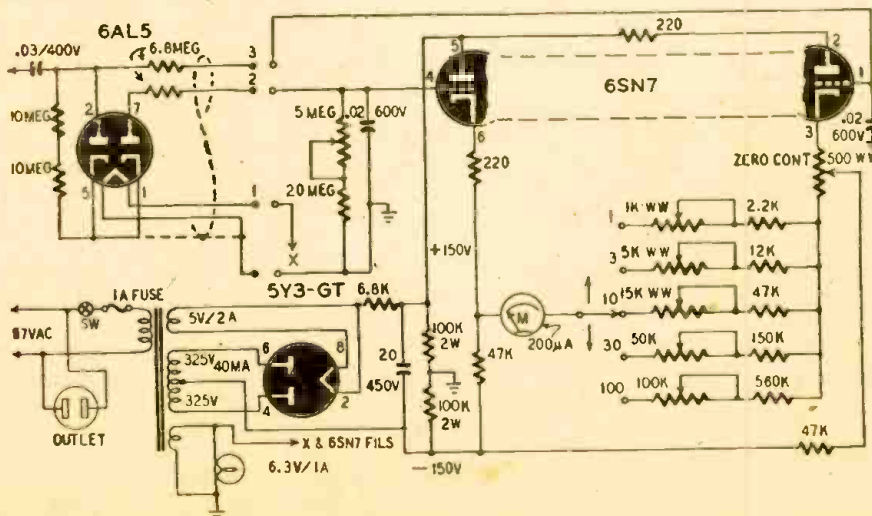 6AL5
.03/400V
6.8MEG
3
2
1
2
7
5
1
10MEG
10MEG
5 MEG
.02
600V
20 MEG
X
220
5
4
6
6SN7
2
1
3
.02
600V
220
ZERO CONT
500 WW
1
1K WW
2.2K
3
5K WW
12K
10
15K WW
47K
30
50K
150K
100
100K
560K
+150V
M
200µA
47K
47K
5Y3-GT
6.8K
1A FUSE
SW
5V/2A
325V
40MA
325V
6
8
4
2
20
450V
100K
2W
100K
2W
OUTLET
X & 6SN7 FILS
6.3V/1A
−150V